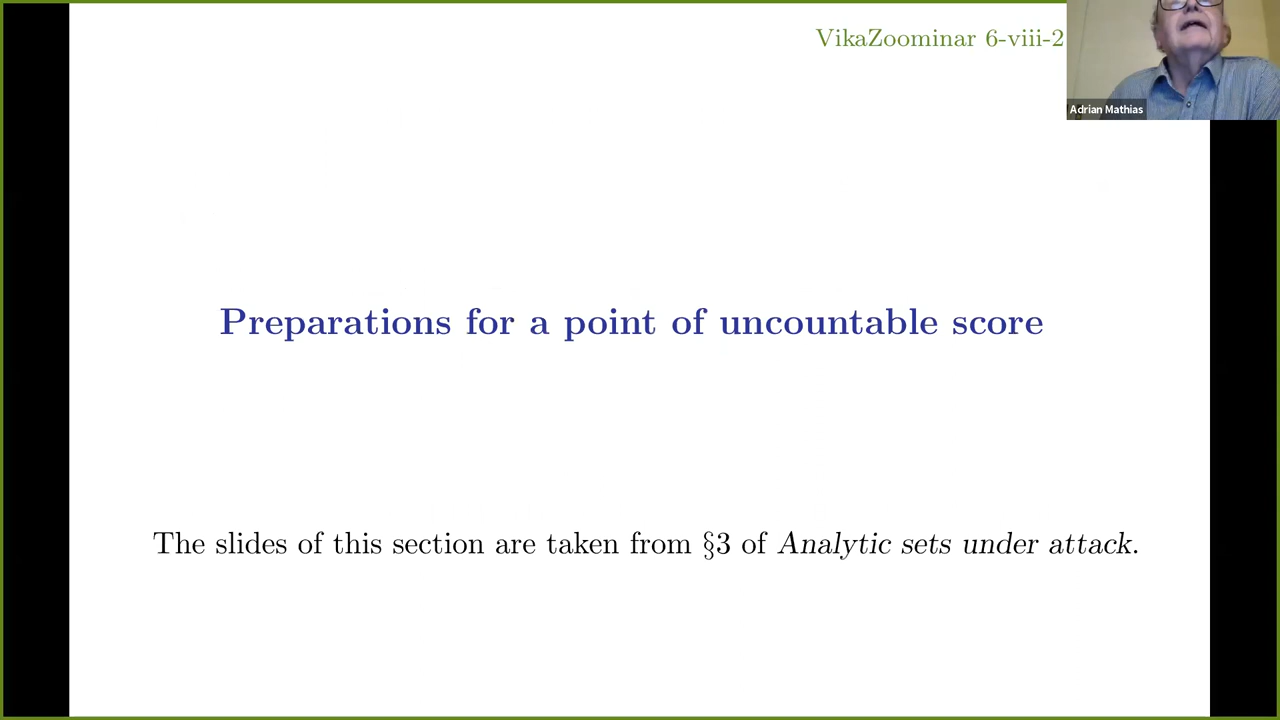 VikaZoominar 6-viii-2
Adrian Mathias
Preparations for a point of uncountable score
The slides of this section are taken from §3 of Analytic sets under attack.